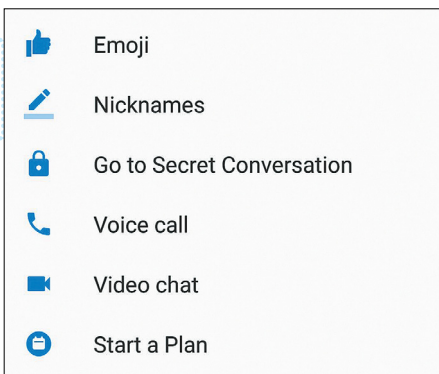 Emoji
Nicknames
Go to Secret Conversation
Voice call
Video chat
Start a Plan